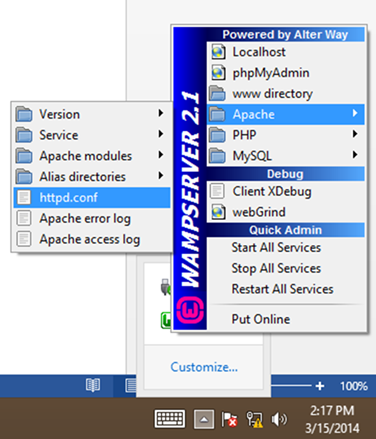 Powered by Alter Way
Localhost
phpMyAdmin
www directory
Apache
PHP
MySQL
Debug
Client XDebug
webGrind
Quick Admin
Start All Services
Stop All Services
Restart All Services
Put Online
WAMPSERVER 2.1
Version
Service
Apache modules
Alias directories
httpd.conf
Apache error log
Apache access log
Customize...
100%
2:17 PM
3/15/2014